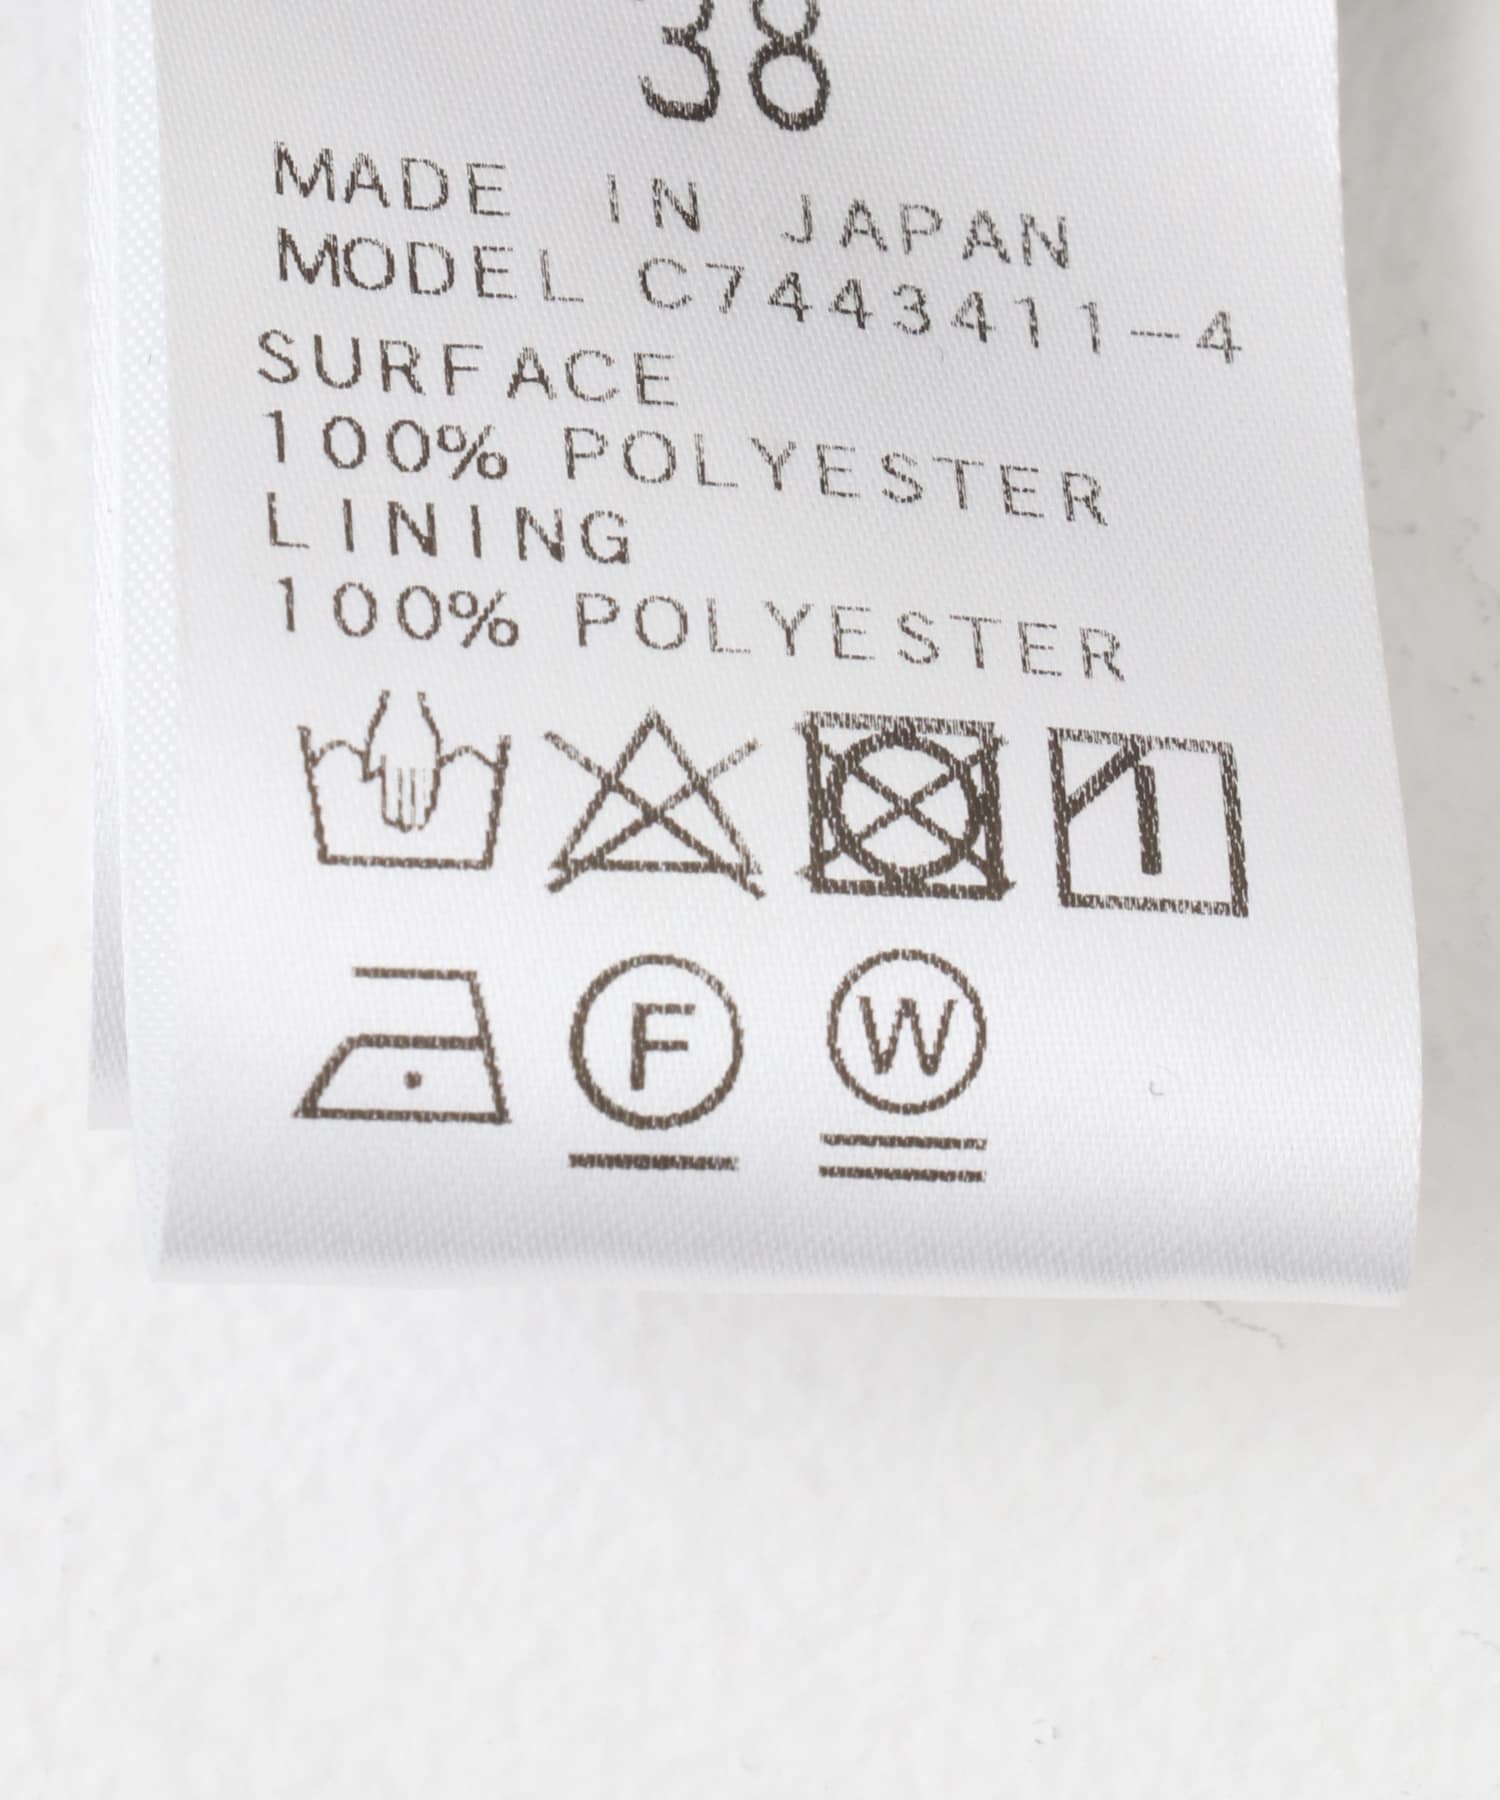 38
MADE IN JAPAN
MODEL C7443411-4
SURFACE
100% POLYESTER
LINING
100% POLYESTER
F W